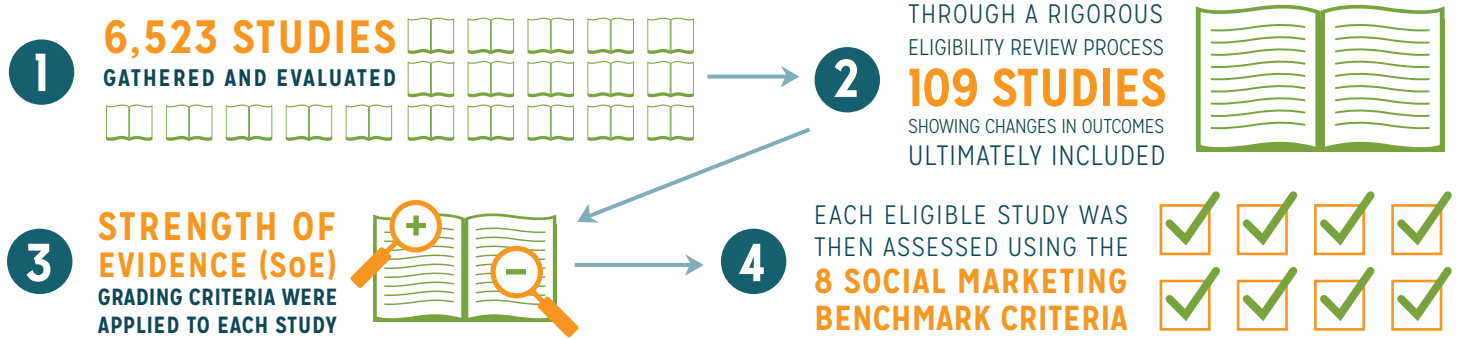 1
6,523 STUDIES
GATHERED AND EVALUATED
2
THROUGH A RIGOROUS
ELIGIBILITY REVIEW PROCESS
109 STUDIES
SHOWING CHANGES IN OUTCOMES
ULTIMATELY INCLUDED
3
STRENGTH OF
EVIDENCE (SoE)
GRADING CRITERIA WERE
APPLIED TO EACH STUDY
4
EACH ELIGIBLE STUDY WAS
THEN ASSESSED USING THE
8 SOCIAL MARKETING
BENCHMARK CRITERIA